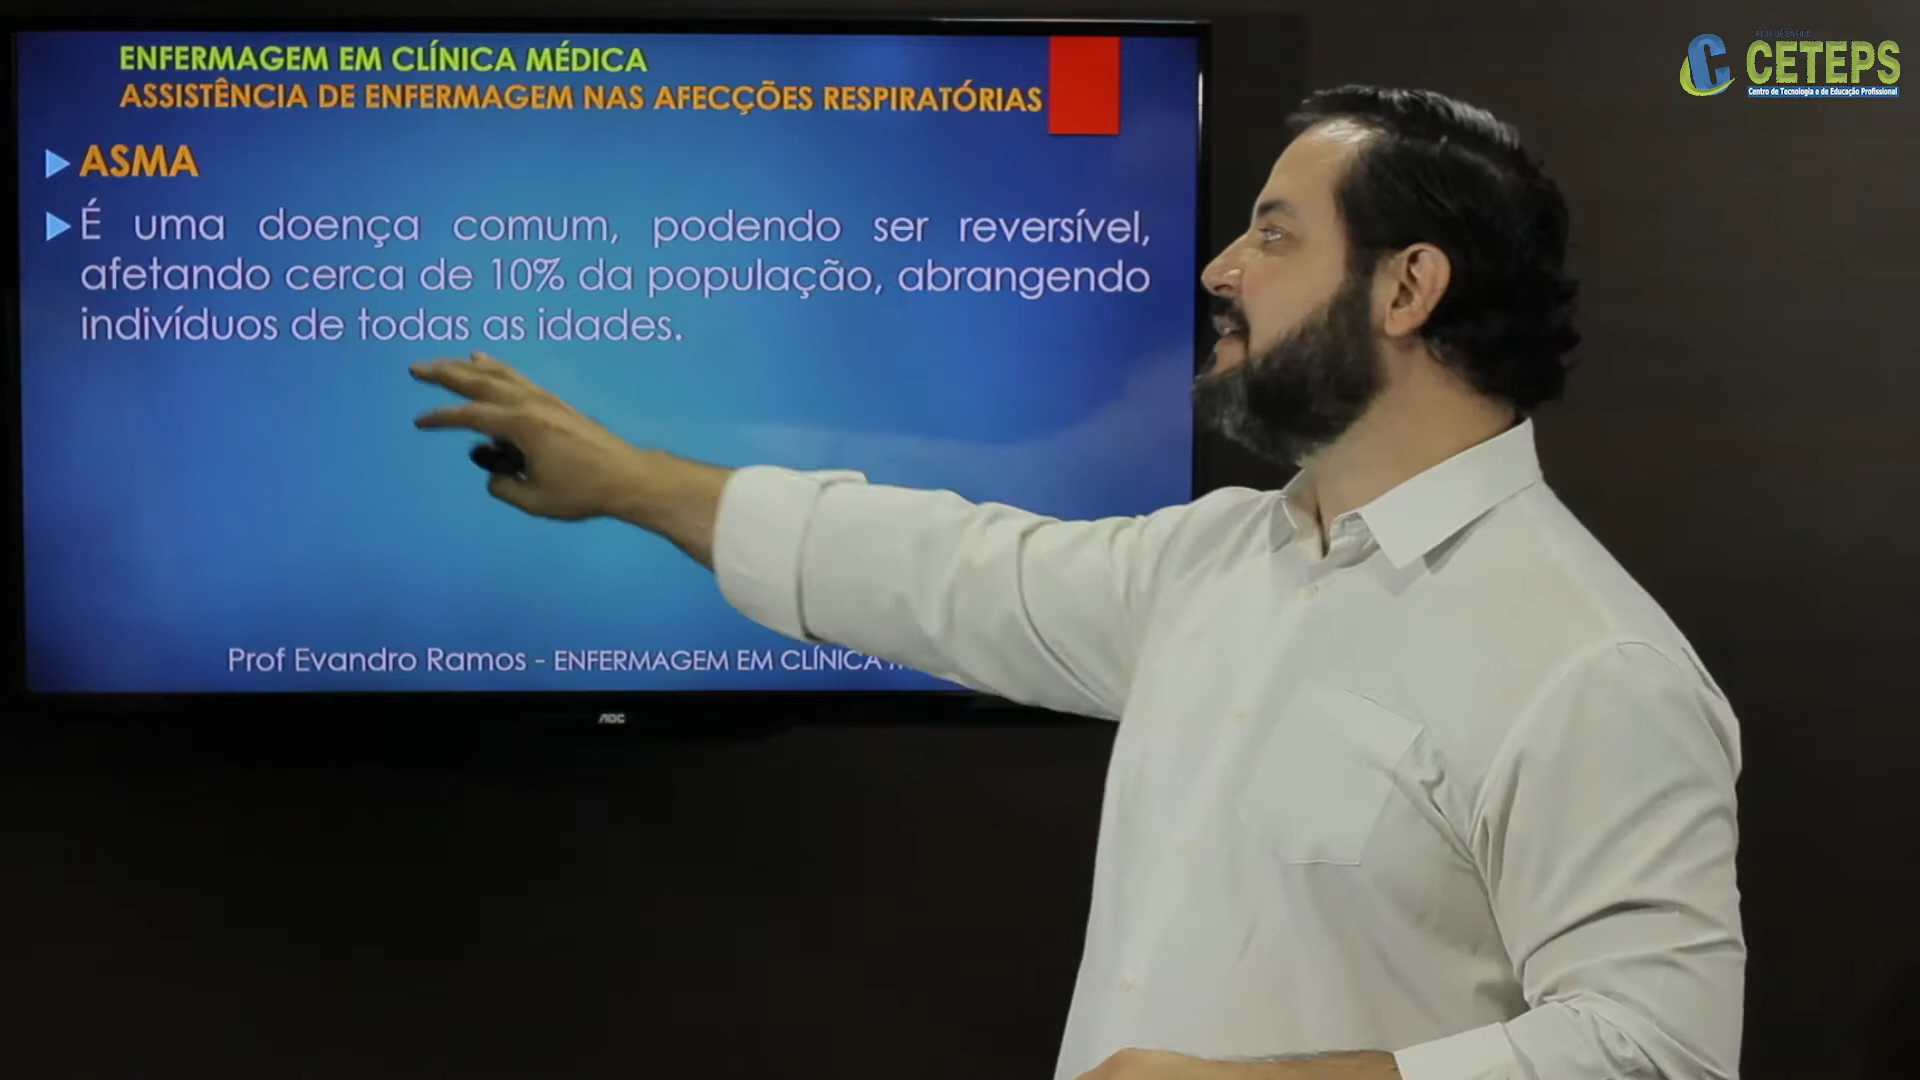 ENFERMAGEM EM CLÍNICA MÉDICA
ASSISTÊNCIA DE ENFERMAGEM NAS AFECÇÕES RESPIRATÓRIAS
ASMA
É uma doença comum, podendo ser reversível,
afetando cerca de 10% da população, abrangendo
indivíduos de todas as idades.
Prof Evandro Ramos - ENFERMAGEM EM CLÍNICA
AOC
CETEPS
Centro de Tecnologia e de Educação Profissional